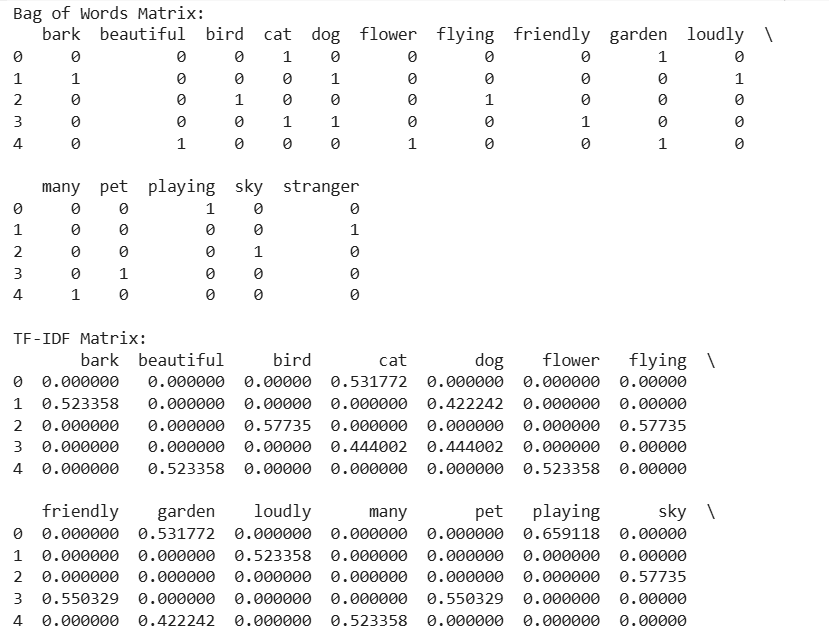 Bag of Words Matrix:
bark beautiful bird cat dog flower flying friendly garden loudly \
0 0 0 0 1 0 0 0 0 1 0
1 1 0 0 0 1 0 0 0 0 1
2 0 0 1 0 0 0 1 0 0 0
3 0 0 0 1 1 0 0 1 0 0
4 0 1 0 0 0 1 0 0 1 0
many pet playing sky stranger
0 0 0 1 0 0
1 0 0 0 0 1
2 0 0 0 1 0
3 0 1 0 0 0
4 1 0 0 0 0
TF-IDF Matrix:
bark beautiful bird cat dog flower flying \
0 0.000000 0.000000 0.00000 0.531772 0.000000 0.000000 0.00000
1 0.523358 0.000000 0.00000 0.000000 0.422242 0.000000 0.00000
2 0.000000 0.000000 0.57735 0.000000 0.000000 0.000000 0.57735
3 0.000000 0.000000 0.00000 0.444002 0.444002 0.000000 0.00000
4 0.000000 0.523358 0.00000 0.000000 0.000000 0.523358 0.00000
friendly garden loudly many pet playing sky \
0 0.000000 0.531772 0.000000 0.000000 0.000000 0.659118 0.00000
1 0.000000 0.000000 0.523358 0.000000 0.000000 0.000000 0.00000
2 0.000000 0.000000 0.000000 0.000000 0.000000 0.000000 0.57735
3 0.550329 0.000000 0.000000 0.000000 0.550329 0.000000 0.00000
4 0.000000 0.422242 0.000000 0.523358 0.000000 0.000000 0.00000